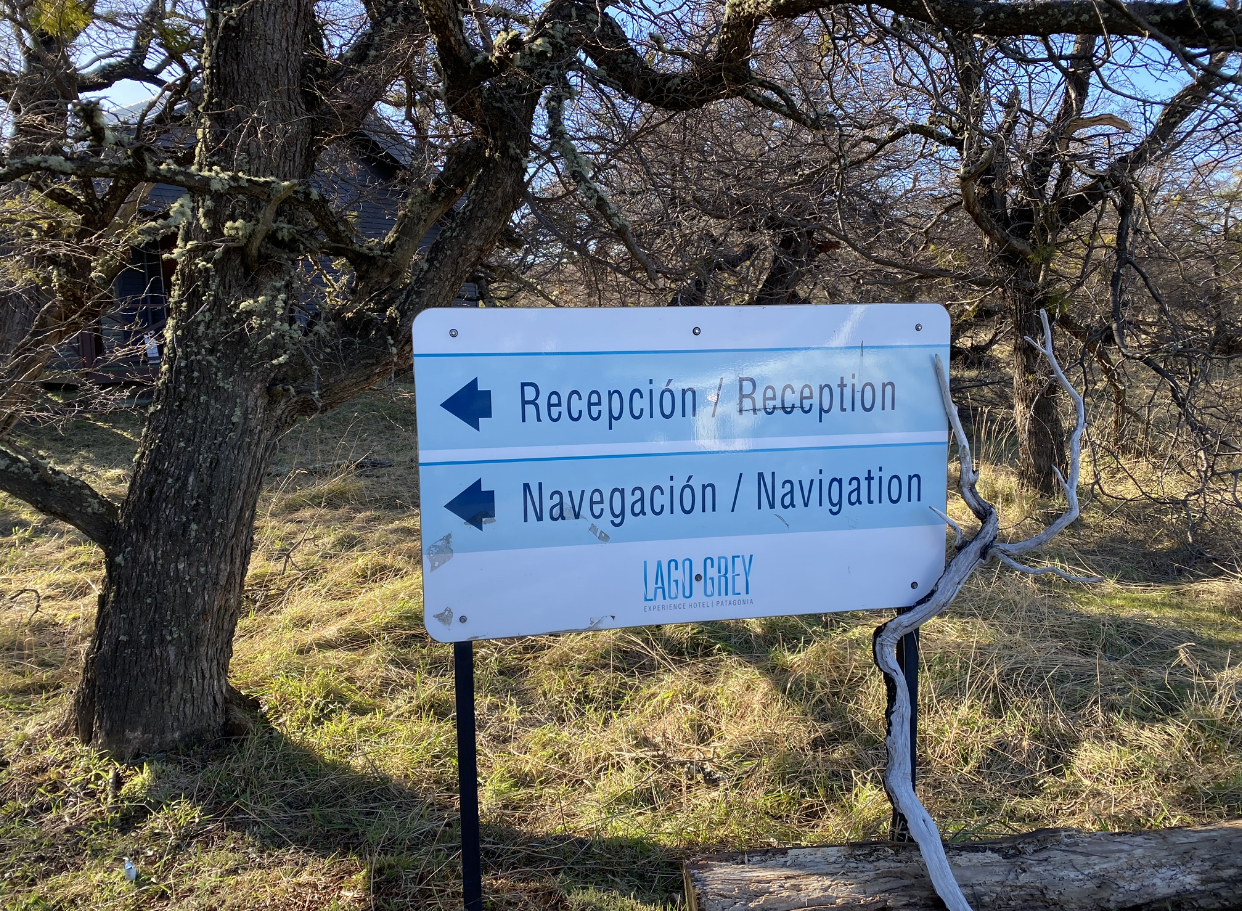 Recepción / Reception
Navegación / Navigation
LAGO GREY
EXPERIENCE HOTEL | PATAGONIA